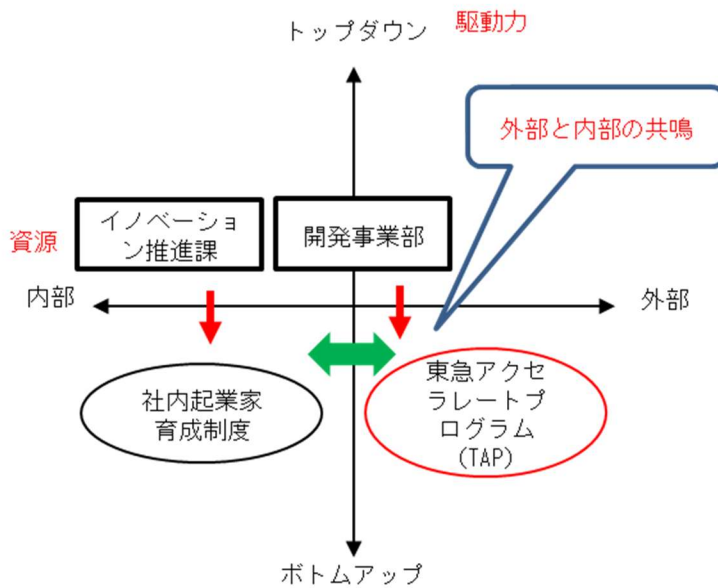 駆動力
トップダウン
外部と内部の共鳴
資源
イノベーショ
ン推進課
開発事業部
内部
外部
社内起業家
育成制度
東急アクセ
ラレートプ
ログラム
(TAP)
ボトムアップ